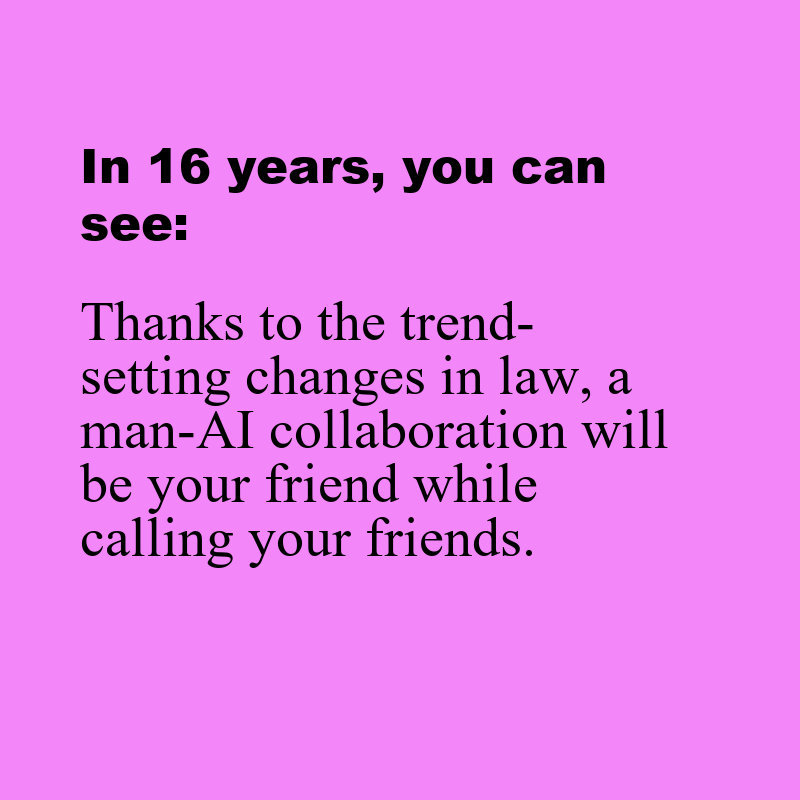 In 16 years, you can
see:
Thanks to the trend-
setting changes in law, a
man-AI collaboration will
be your friend while
calling your friends.